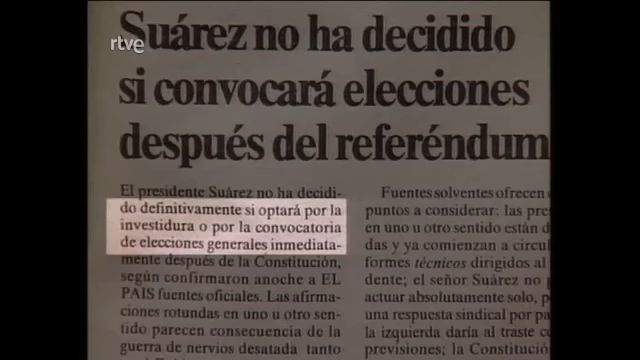 rtve
Suárez no ha decidido
si convocará elecciones
después del referéndum
El presidente Suárez no ha decidi-
do definitivamente si optará por la
investidura o por la convocatoria
de elecciones generales inmediata-
mente después de la Constitución,
según confirmaron anoche a EL
PAIS fuentes oficiales. Las afirma-
ciones rotundas en uno u otro sen-
tido parecen consecuencia de la
guerra de nervios desatada tanto
Fuentes solventes ofrecen
puntos a considerar: las pres
en uno u otro sentido están d
das y ya comienzan a circul
formes técnicos dirigidos al
dente; el señor Suárez no p
actuar absolutamente solo, p
una respuesta sindical por pa
la izquierda daría al traste c
previsiones; la Constitución